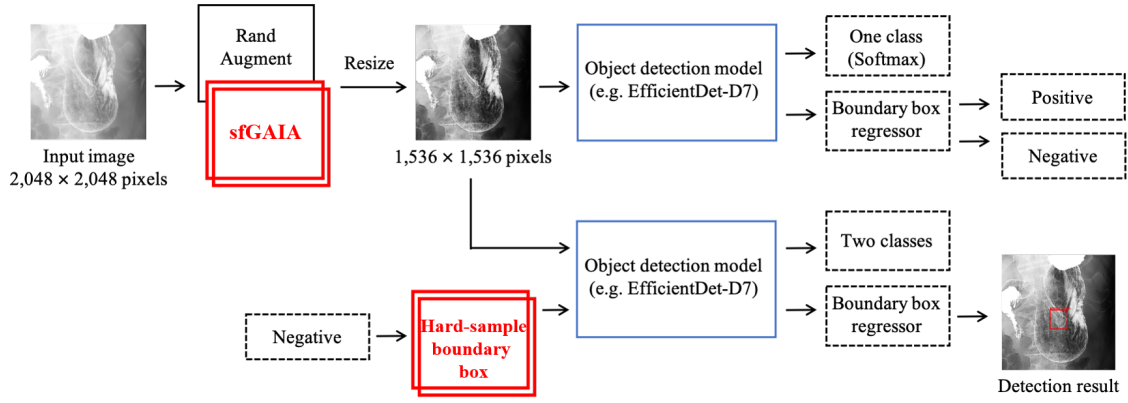 Rand
Augment
sfGAIA
Resize
Input image
2,048 × 2,048 pixels
1,536 × 1,536 pixels
Object detection model
(e.g. EfficientDet-D7)
One class
(Softmax)
Boundary box
regressor
Positive
Negative
Object detection model
(e.g. EfficientDet-D7)
Two classes
Boundary box
regressor
Negative
Hard-sample
boundary
box
Detection result